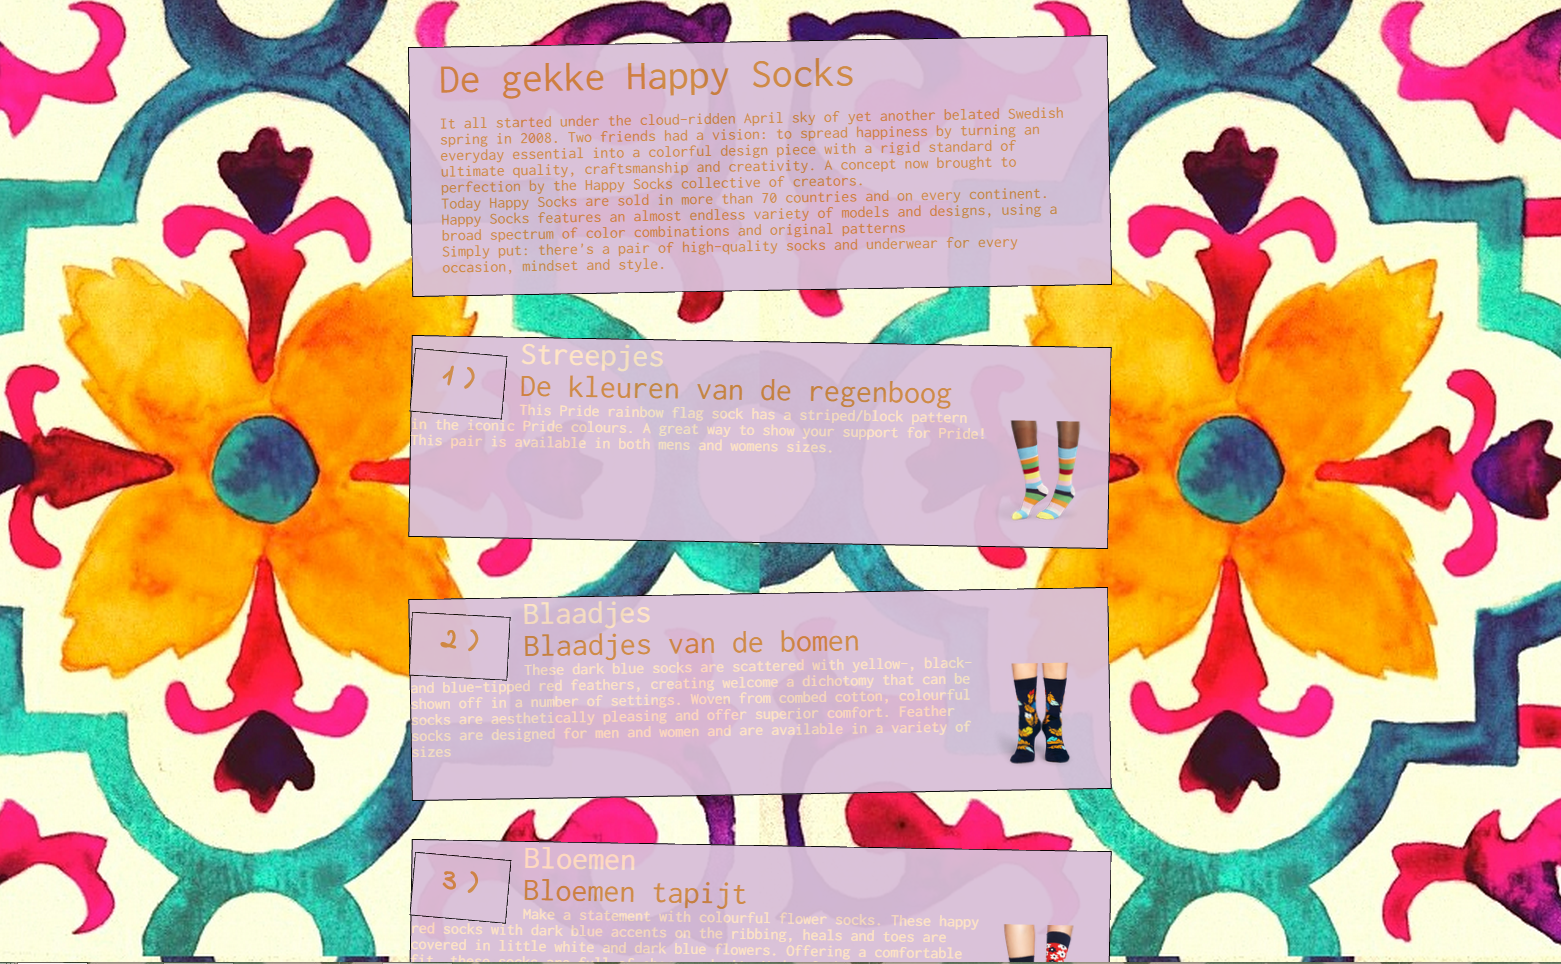 De gekke Happy Socks
It all started under the cloud-ridden April sky of yet another belated Swedish
spring in 2008. Two friends had a vision: to spread happiness by turning an
everyday essential into a colorful design piece with a rigid standard of
ultimate quality, craftsmanship and creativity. A concept now brought to
perfection by the Happy Socks collective of creators.
Today Happy Socks are sold in more than 70 countries and on every continent.
Happy Socks features an almost endless variety of models and designs, using a
broad spectrum of color combinations and original patterns
Simply put: there's a pair of high-quality socks and underwear for every
occasion, mindset and style.
1)
Streepjes
De kleuren van de regenboog
This Pride rainbow flag sock has a striped/block pattern
in the iconic Pride colours. A great way to show your support for Pride!
This pair is available in both mens and womens sizes.
2)
Blaadjes
Blaadjes van de bomen
These dark blue socks are scattered with yellow-, black-
and blue-tipped red feathers, creating welcome a dichotomy that can be
shown off in a number of settings. Woven from combed cotton, colourful
socks are aesthetically pleasing and offer superior comfort. Feather
socks are designed for men and women and are available in a variety of
sizes
3)
Bloemen
Bloemen tapijt
Make a statement with colourful flower socks. These happy
red socks with dark blue accents on the ribbing, heals and toes are
covered in little white and dark blue flowers. Offering a comfortable
fit, these socks are full of